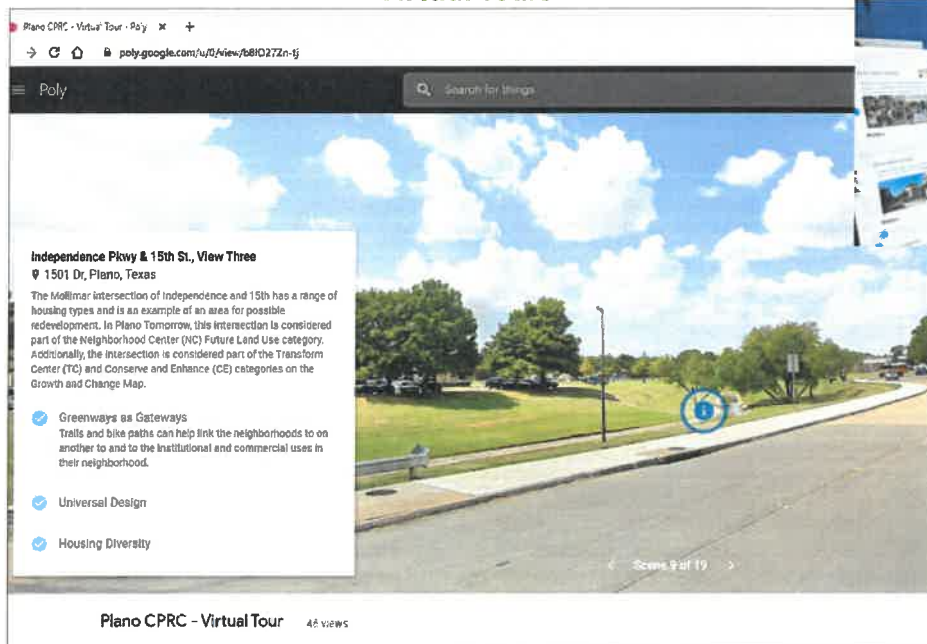 Plano CPRC - Virtual Tour - Poly
poly.google.com/u/0/view/b8IO27Zn-tj
Poly
Search for things
Independence Pkwy & 15th St., View Three
1501 Dr, Plano, Texas
The Mollimar intersection of Independence and 15th has a range of
housing types and is an example of an area for possible
redevelopment. In Plano Tomorrow, this intersection is considered
part of the Neighborhood Center (NC) Future Land Use category.
Additionally, the intersection is considered part of the Transform
Center (TC) and Conserve and Enhance (CE) categories on the
Growth and Change Map.
Greenways as Gateways
Trails and bike paths can help link the neighborhoods to on
another to and to the institutional and commercial uses in
their neighborhood.
Universal Design
Housing Diversity
Scene 9 of 19
Plano CPRC - Virtual Tour 46 views